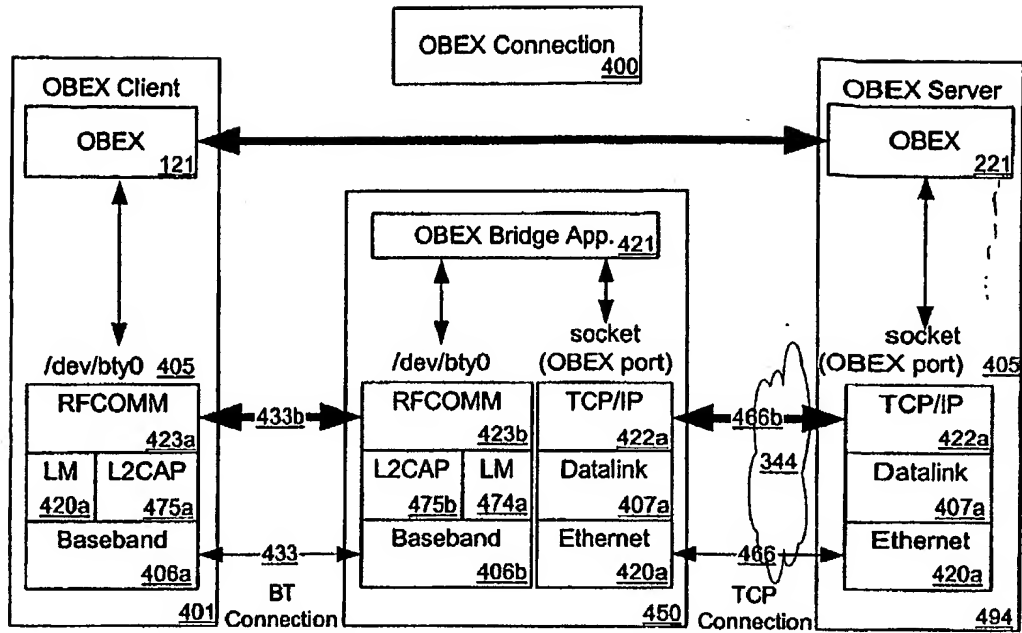 OBEX Connection
400
OBEX Client
OBEX
121
/dev/bty0 405
RFCOMM
423a
LM
420a
L2CAP
475a
Baseband
406a
401
433b
433
BT
Connection
OBEX Bridge App. 421
/dev/bty0
socket
(OBEX port)
RFCOMM
423b
L2CAP
475b
LM
474a
Baseband
406b
TCP/IP
422a
Datalink
407a
Ethernet
420a
450
466b
344
466
TCP
Connection
OBEX Server
OBEX
221
socket
(OBEX port) 405
TCP/IP
422a
Datalink
407a
Ethernet
420a
494